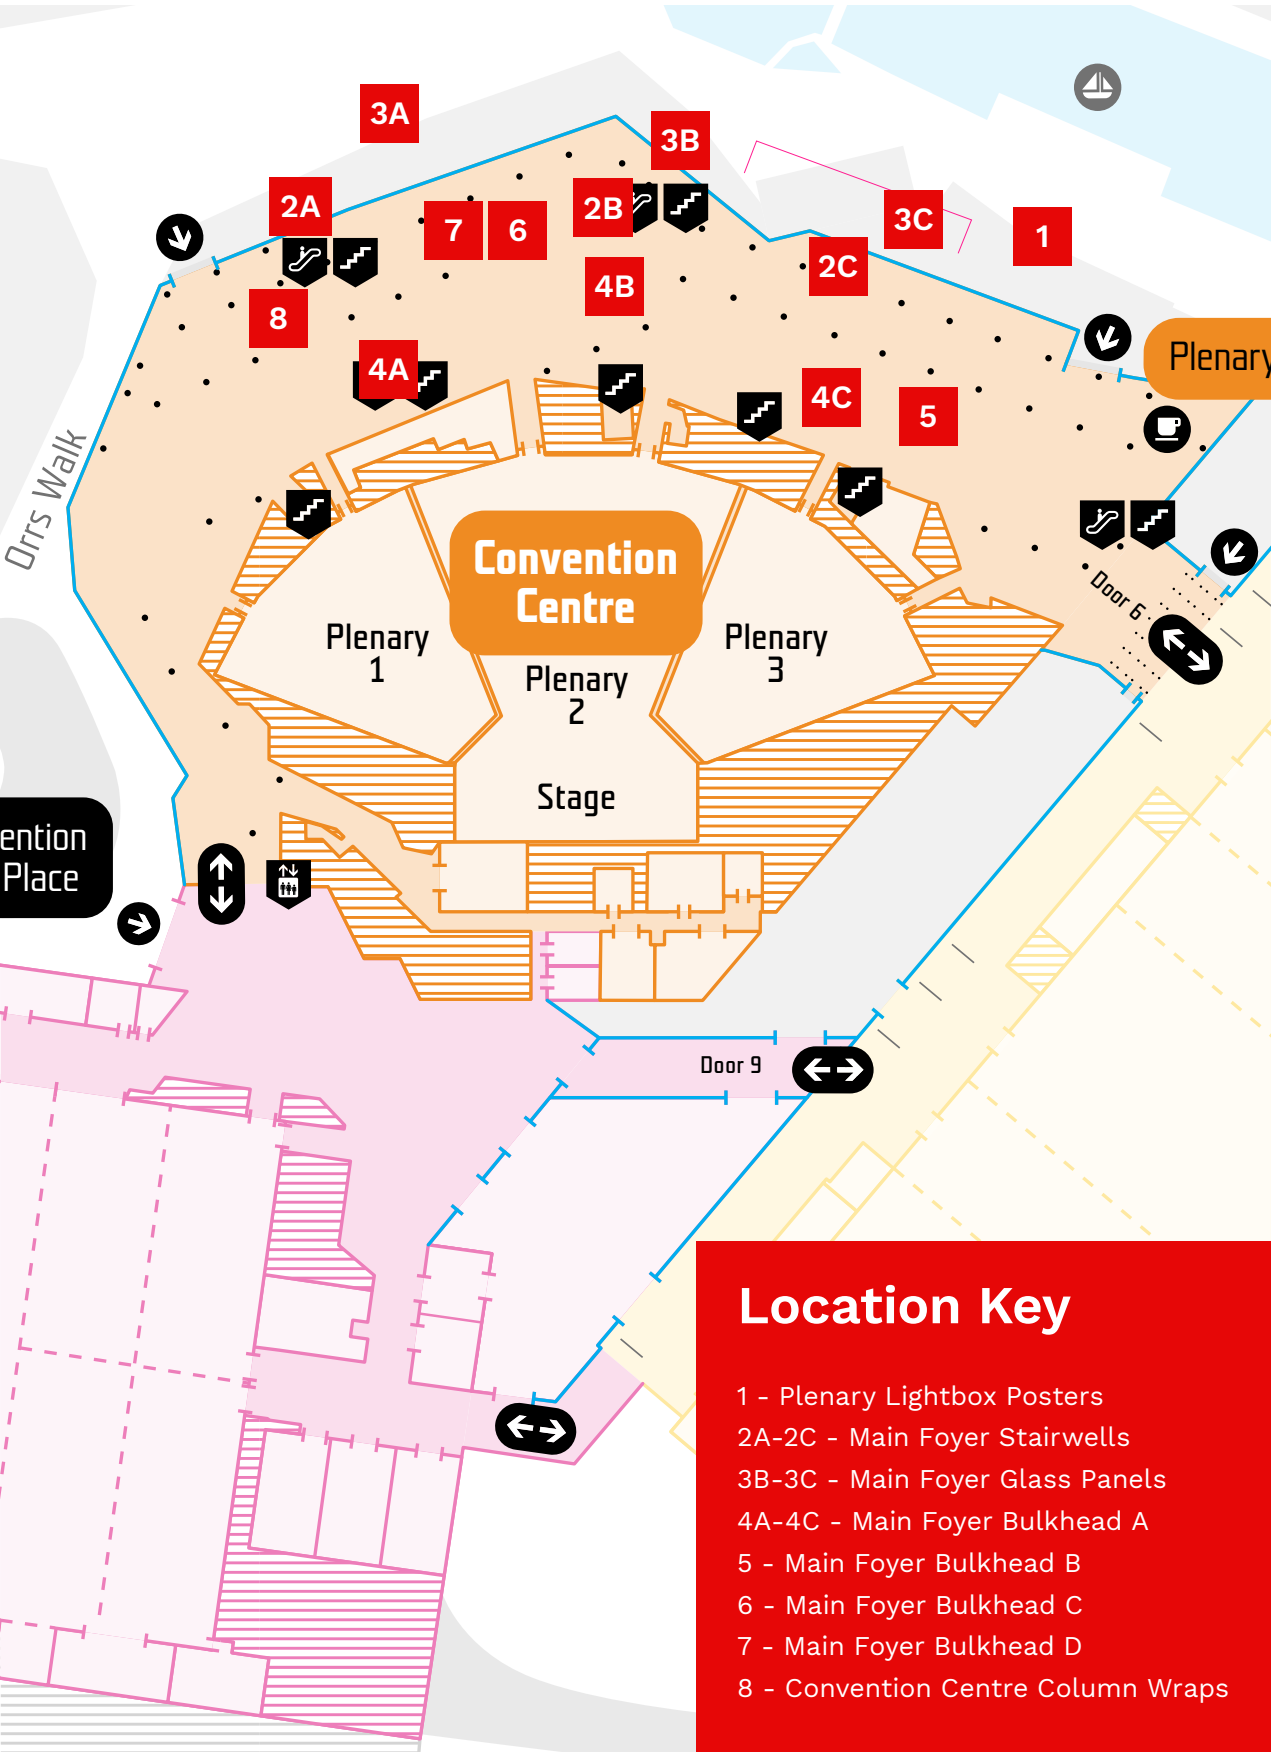 3A
3B
2A
2B
3C
7
6
1
2C
4B
8
Plenary
4A
4C
5
Orrs Walk
Convention
Centre
Door 6
Plenary
1
Plenary
3
Plenary
2
Stage
ention
Place
Door 9
Location Key
1 - Plenary Lightbox Posters
2A-2C - Main Foyer Stairwells
3B-3C - Main Foyer Glass Panels
4A-4C - Main Foyer Bulkhead A
5 - Main Foyer Bulkhead B
6 - Main Foyer Bulkhead C
7 - Main Foyer Bulkhead D
8 - Convention Centre Column Wraps